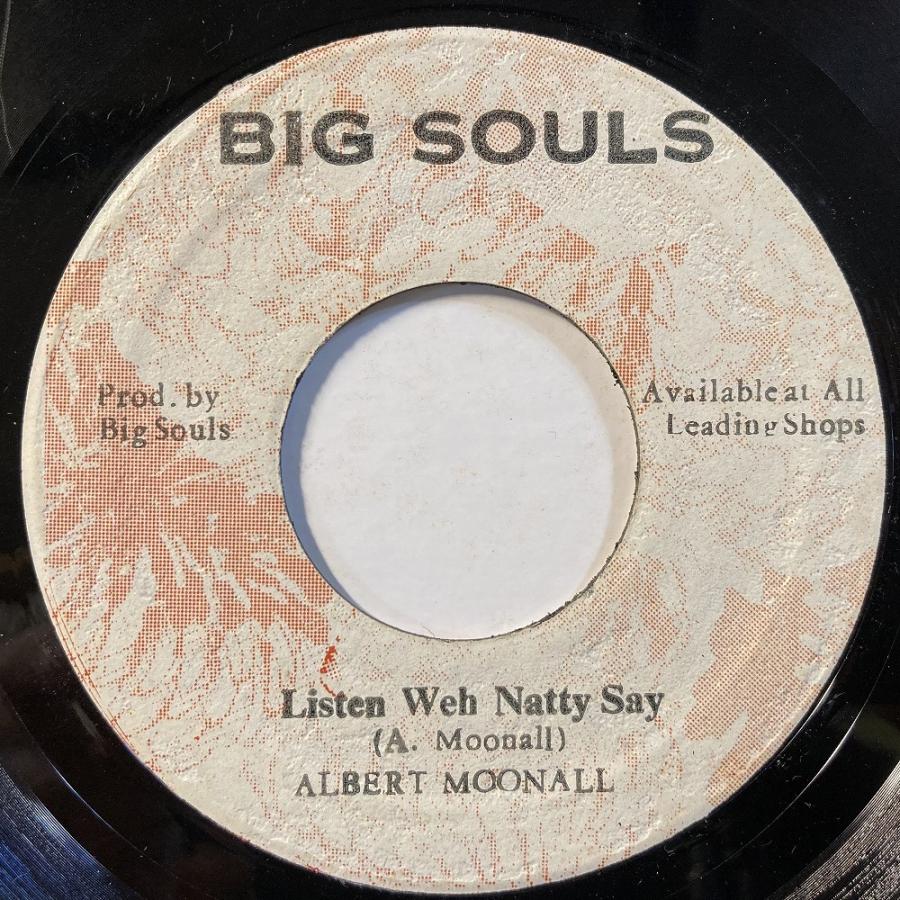 BIG SOULS
Prod. by
Big Souls
Available at All
Leading Shops
Listen Weh Natty Say
(A. Moonall)
ALBERT MOONALL